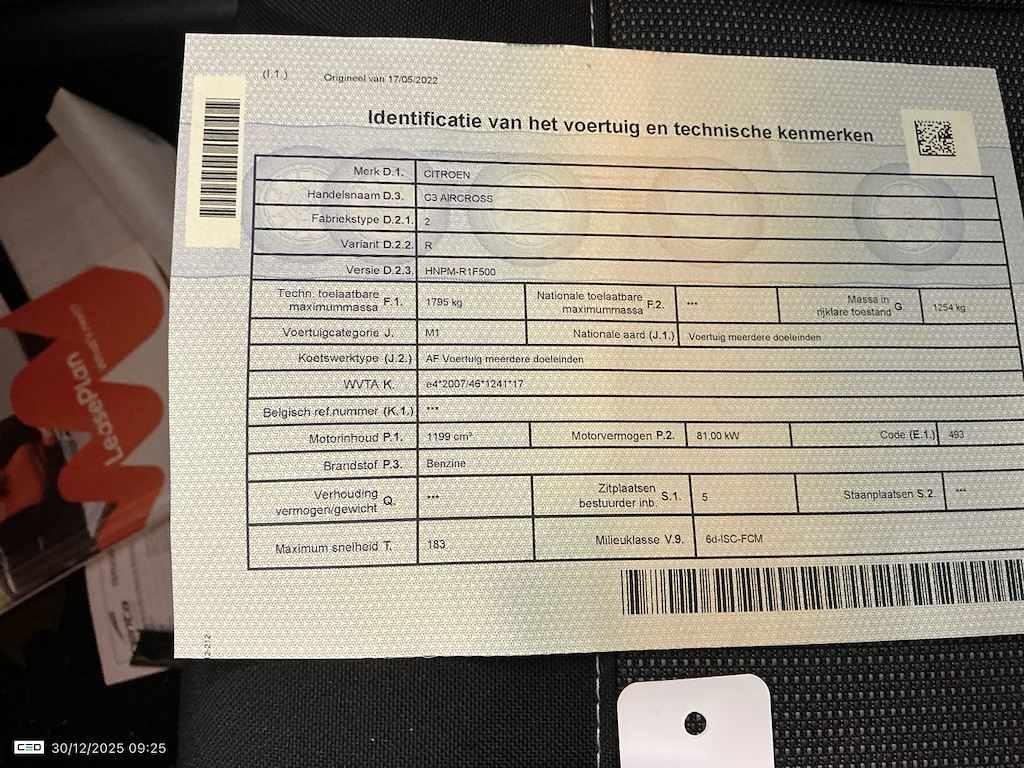 (I.1.) Origineel van 17/05/2022
Identificatie van het voertuig en technische kenmerken
Merk D.1. CITROEN
Handelsnaam D.3. C3 AIRCROSS
Fabriekstype D.2.1. 2
Variant D.2.2. R
Versie D.2.3. HNPM-R1F500
Techn. toelaatbare maximummassa F.1. 1795 kg Nationale toelaatbare maximummassa F.2. *** Massa in rijklare toestand G. 1254 kg
Voertuigcategorie J. M1 Nationale aard (J.1.) Voertuig meerdere doeleinden
Koetswerktype (J.2.) AF Voertuig meerdere doeleinden
WVTA K. e4*2007/46*1241*17
Belgisch ref.nummer (K.1.) ***
Motorinhoud P.1. 1199 cm³ Motorvermogen P.2. 81,00 kW Code (E.1.) 493
Brandstof P.3. Benzine
Verhouding vermogen/gewicht Q. *** Zitplaatsen bestuurder inb. S.1. 5 Staanplaatsen S.2. ***
Maximum snelheid T. 183 Milieuklasse V.9. 6d-ISC-FCM
LeasePlan
30/12/2025 09:25